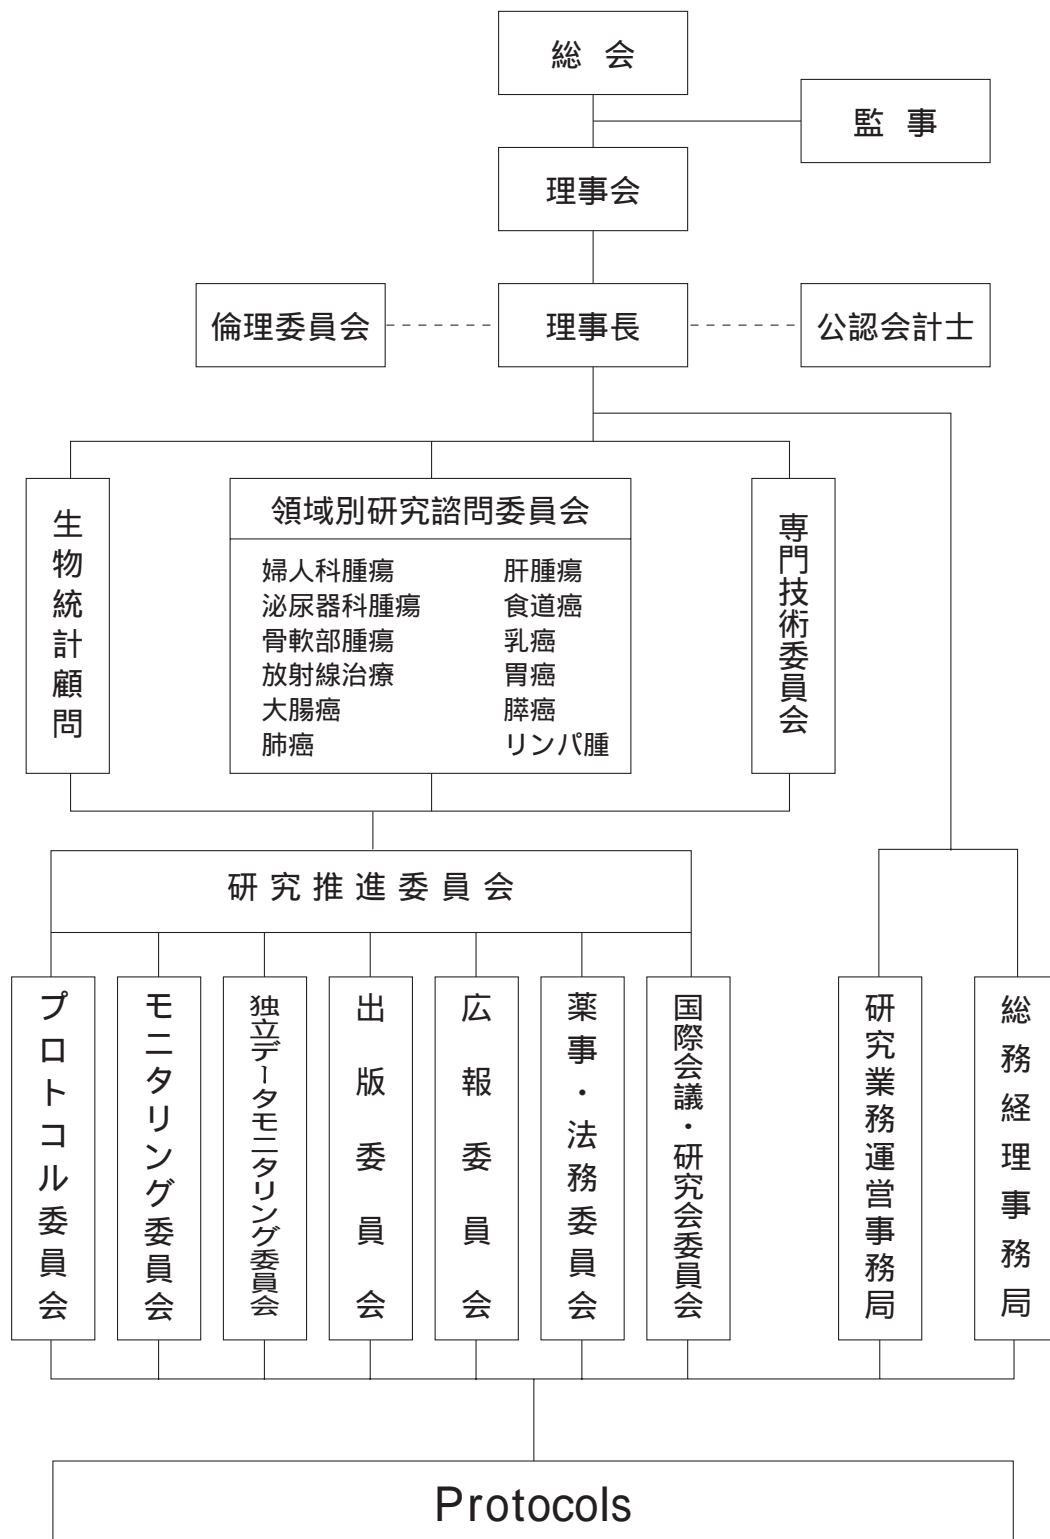 総会
監事
理事会
倫理委員会
理事長
公認会計士
生物統計顧問
領域別研究諮問委員会
婦人科腫瘍
泌尿器科腫瘍
骨軟部腫瘍
放射線治療
大腸癌
肺癌
肝腫瘍
食道癌
乳癌
胃癌
膵癌
リンパ腫
専門技術委員会
研究推進委員会
プロトコル委員会
モニタリング委員会
独立データモニタリング委員会
出版委員会
広報委員会
薬事・法務委員会
国際会議・研究会委員会
研究業務運営事務局
総務経理事務局
Protocols